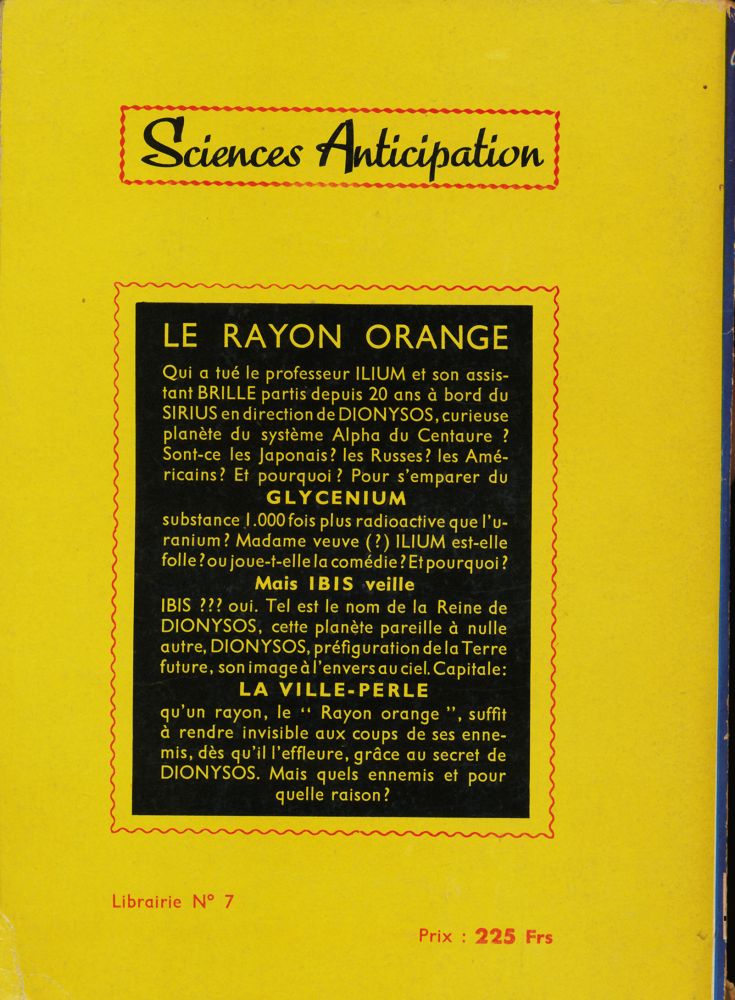 Sciences Anticipation
LE RAYON ORANGE
Qui a tué le professeur ILIUM et son assis-
tant BRILLE partis depuis 20 ans à bord du
SIRIUS en direction de DIONYSOS, curieuse
planète du système Alpha du Centaure ?
Sont-ce les Japonais? les Russes? les Amé-
ricains? Et pourquoi? Pour s'emparer du
GLYCENIUM
substance 1.000 fois plus radioactive que l'u-
ranium? Madame veuve (?) ILIUM est-elle
folle? ou joue-t-elle la comédie? Et pourquoi?
Mais IBIS veille
IBIS ??? oui. Tel est le nom de la Reine de
DIONYSOS, cette planète pareille à nulle
autre, DIONYSOS, préfiguration de la Terre
future, son image à l'envers au ciel. Capitale:
LA VILLE-PERLE
qu'un rayon, le “ Rayon orange ”, suffit
à rendre invisible aux coups de ses enne-
mis, dès qu'il l'effleure, grâce au secret de
DIONYSOS. Mais quels ennemis et pour
quelle raison?
Librairie N° 7
Prix : 225 Frs